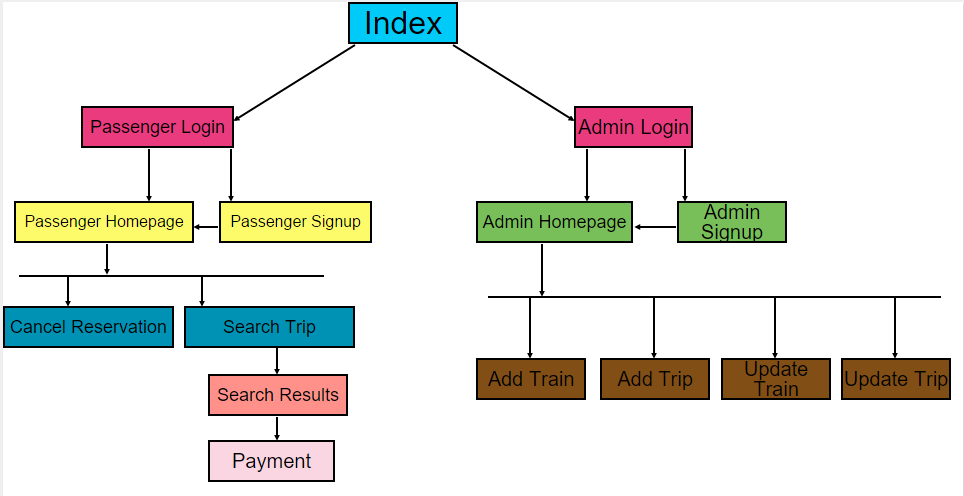 Index
Passenger Login
Admin Login
Passenger Homepage
Passenger Signup
Admin Homepage
Admin
Signup
Cancel Reservation
Search Trip
Add Train
Add Trip
Update
Train
Update Trip
Search Results
Payment